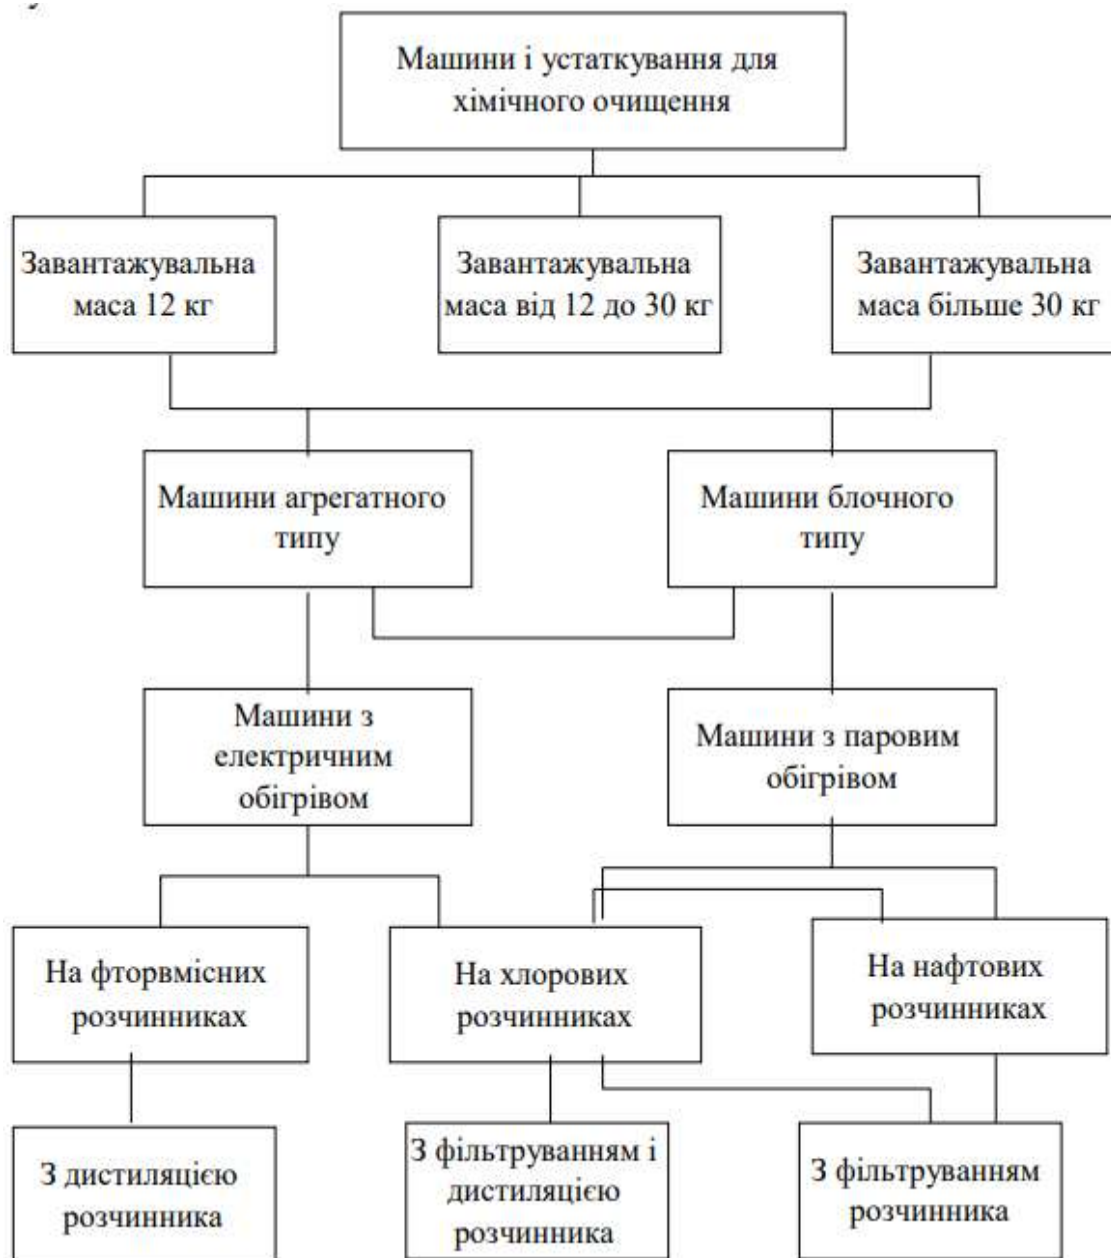 Машини і устаткування для
хімічного очищення
Завантажувальна
маса 12 кг
Завантажувальна
маса від 12 до 30 кг
Завантажувальна
маса більше 30 кг
Машини агрегатного
типу
Машини блочного
типу
Машини з
електричним
обігрівом
Машини з паровим
обігрівом
На фторвмісних
розчинниках
На хлорових
розчинниках
На нафтових
розчинниках
З дистиляцією
розчинника
З фільтруванням і
дистиляцією
розчинника
З фільтруванням
розчинника